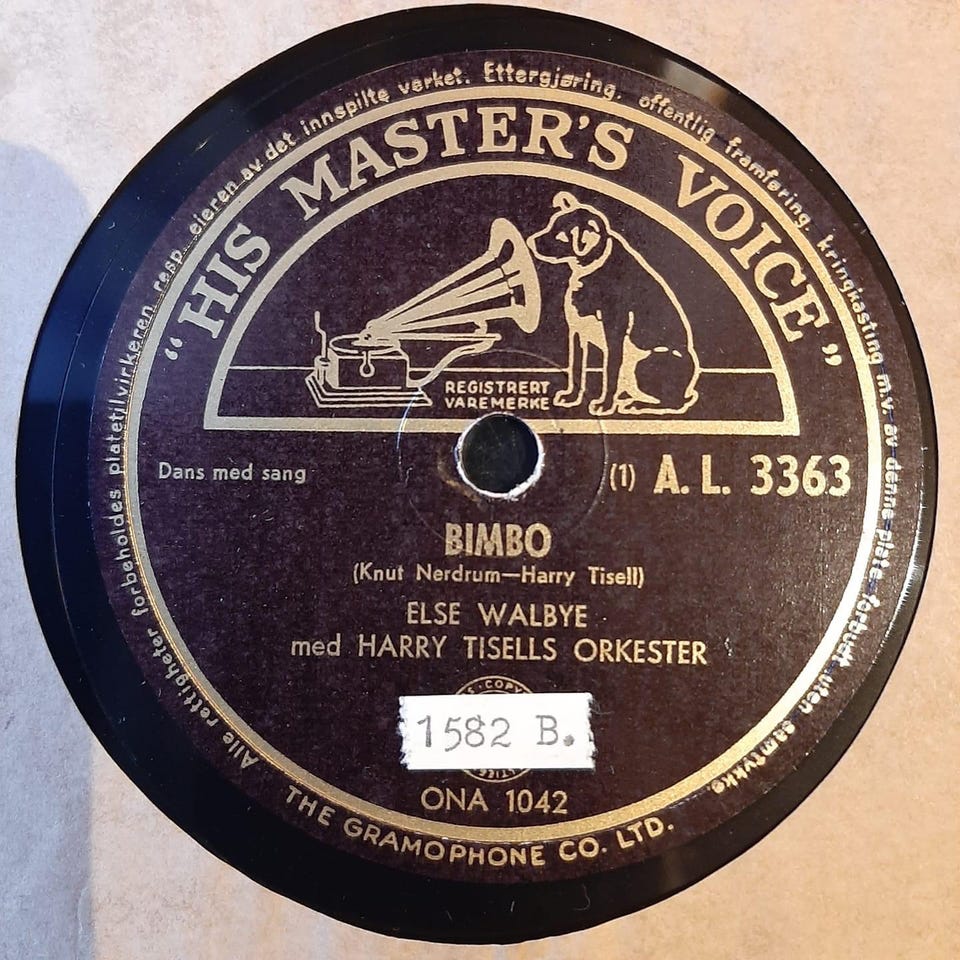 Alle rettigheter forbeholdes platetilvirkeren resp. eieren av det innspilte verket. Ettergjøring, offentlig framføring, kringkasting m.v. av denne plate forbudt uten samtykke.
“HIS MASTER'S VOICE”
REGISTRERT
VAREMERKE
Dans med sang
(1) A. L. 3363
BIMBO
(Knut Nerdrum—Harry Tisell)
ELSE WALBYE
med HARRY TISELLS ORKESTER
1582 B.
ONA 1042
THE GRAMOPHONE CO. LTD.